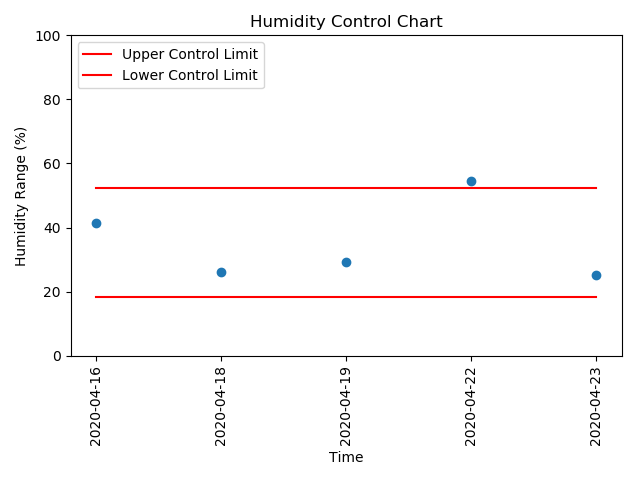 Humidity Control Chart
Upper Control Limit
Lower Control Limit
100
80
60
40
20
0
Humidity Range (%)
2020-04-16
2020-04-18
2020-04-19
2020-04-22
2020-04-23
Time